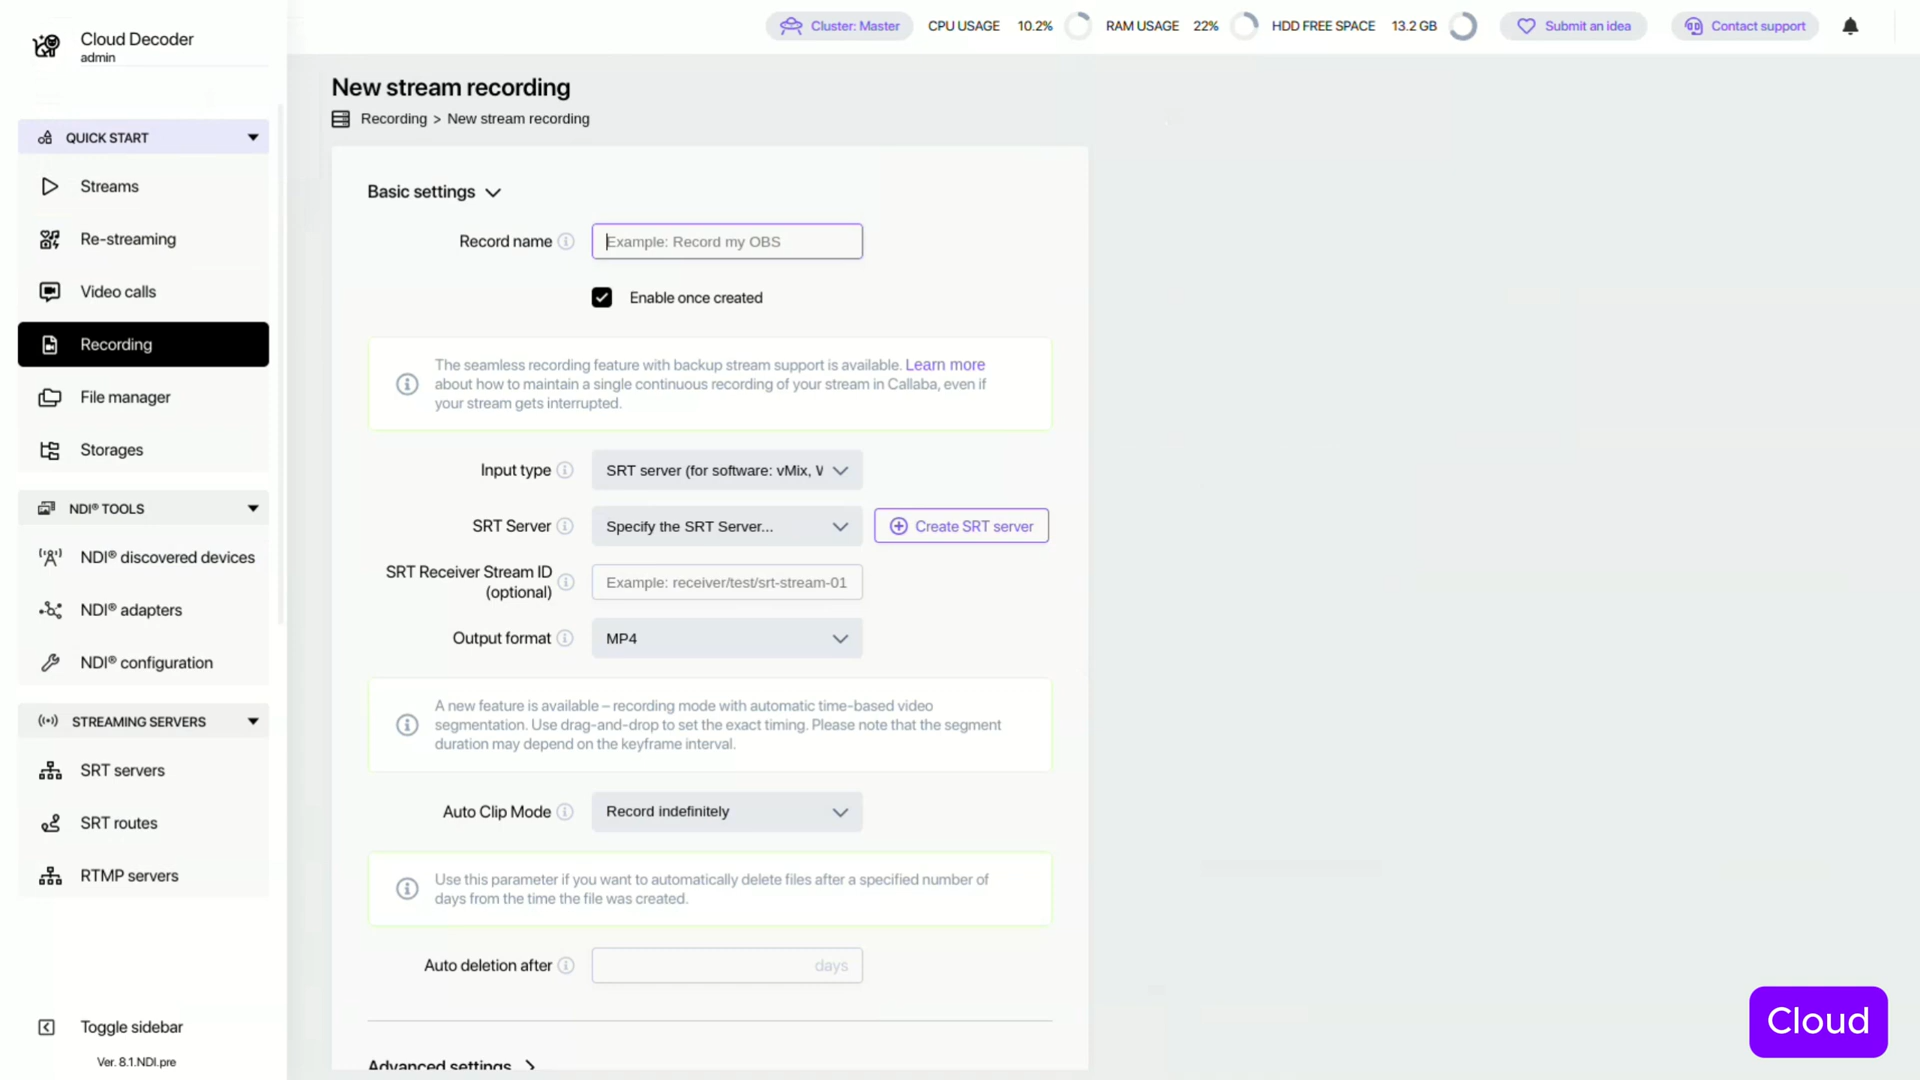 Cloud Decoder
admin
Cluster: Master
CPU USAGE 10.2%
RAM USAGE 22%
HDD FREE SPACE 13.2 GB
Submit an idea
Contact support
QUICK START
Streams
Re-streaming
Video calls
Recording
File manager
Storages
NDI® TOOLS
NDI® discovered devices
NDI® adapters
NDI® configuration
STREAMING SERVERS
SRT servers
SRT routes
RTMP servers
Toggle sidebar
Ver. 8.1.NDI.pre
New stream recording
Recording > New stream recording
Basic settings
Record name
Example: Record my OBS
Enable once created
The seamless recording feature with backup stream support is available. Learn more
about how to maintain a single continuous recording of your stream in Callaba, even if
your stream gets interrupted.
Input type
SRT server (for software: vMix, W
SRT Server
Specify the SRT Server...
Create SRT server
SRT Receiver Stream ID
(optional)
Example: receiver/test/srt-stream-01
Output format
MP4
A new feature is available – recording mode with automatic time-based video
segmentation. Use drag-and-drop to set the exact timing. Please note that the segment
duration may depend on the keyframe interval.
Auto Clip Mode
Record indefinitely
Use this parameter if you want to automatically delete files after a specified number of
days from the time the file was created.
Auto deletion after
days
Advanced settings
Cloud